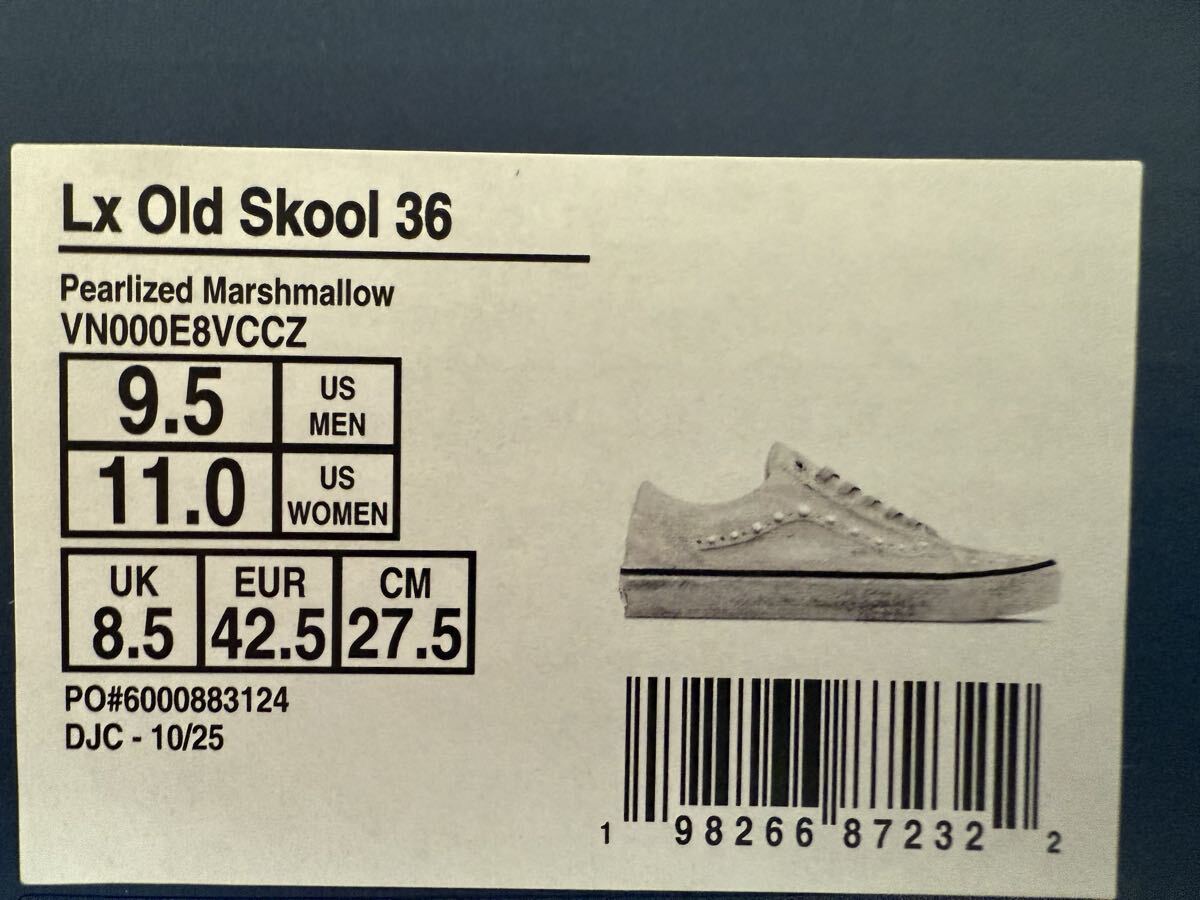 Lx Old Skool 36
Pearlized Marshmallow
VN000E8VCCZ
9.5 US MEN
11.0 US WOMEN
UK EUR CM
8.5 42.5 27.5
PO#6000883124
DJC - 10/25
1 98266 87232 2